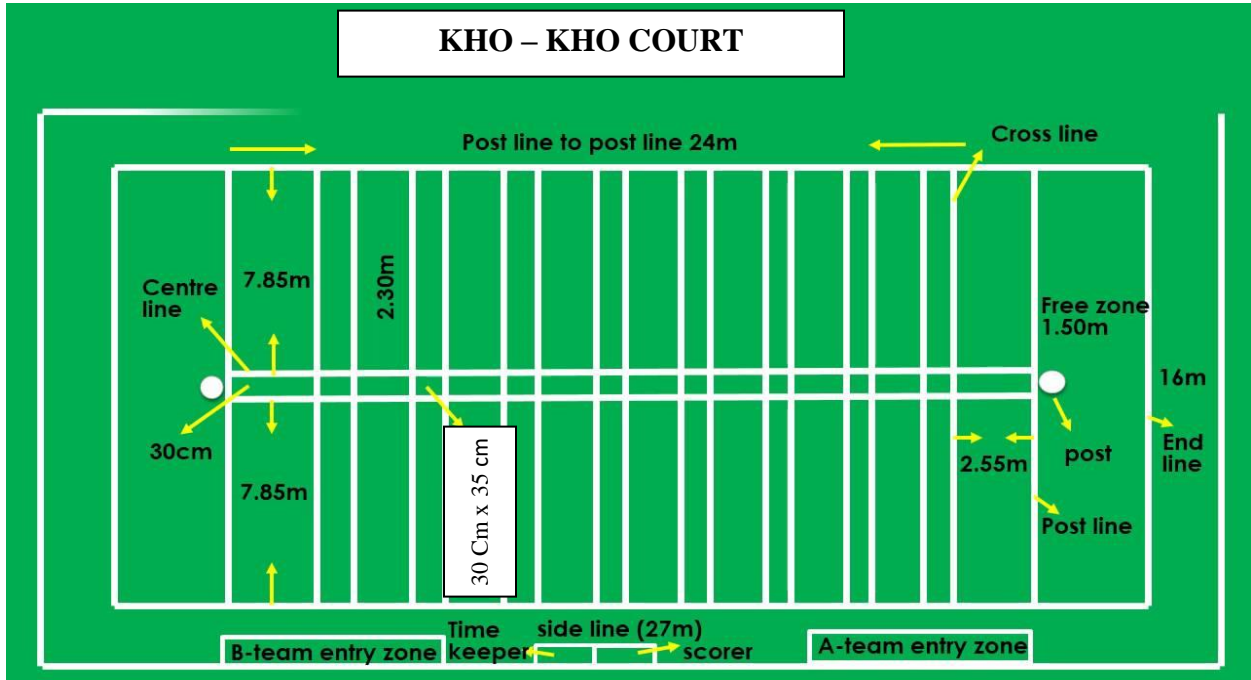 KHO – KHO COURT
Post line to post line 24m
Cross line
7.85m
2.30m
Centre
line
Free zone
1.50m
16m
30cm
30 Cm x 35 cm
2.55m
post
End
line
7.85m
Post line
Time
keeper
side line (27m)
scorer
B-team entry zone
A-team entry zone